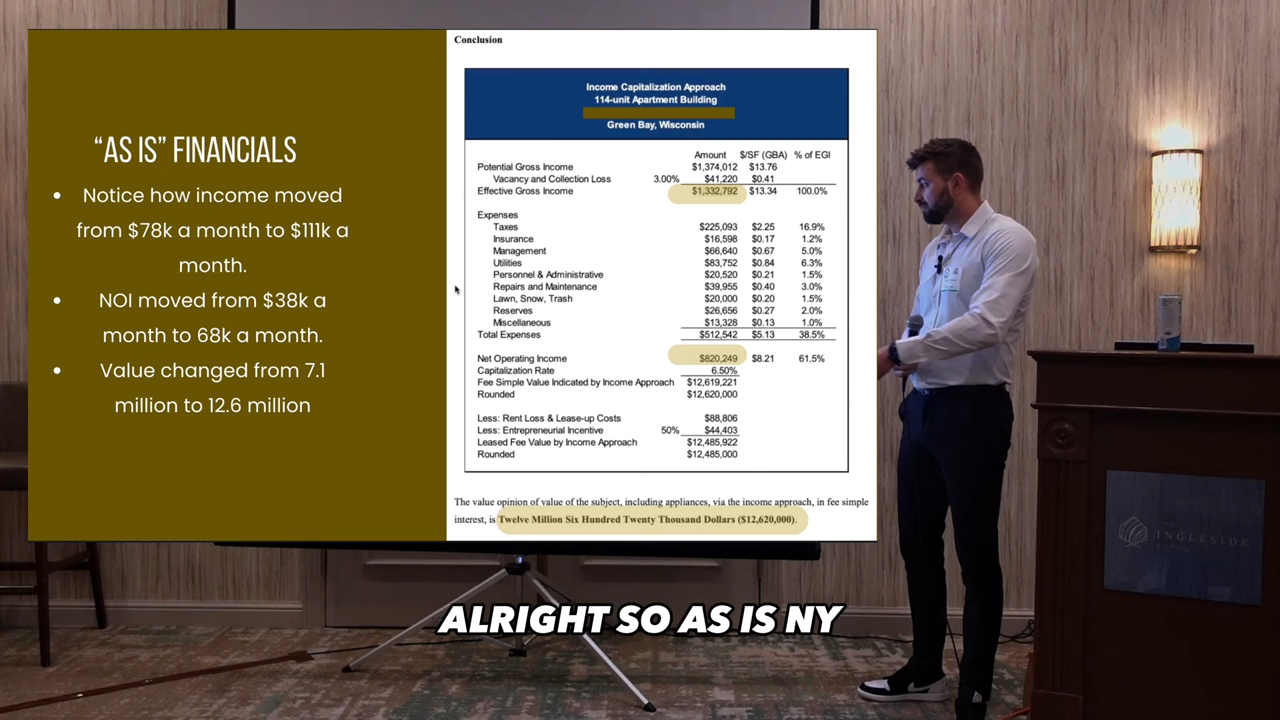 “AS IS” FINANCIALS
• Notice how income moved
from $78k a month to $111k a
month.
• NOI moved from $38k a
month to 68k a month.
• Value changed from 7.1
million to 12.6 million
Conclusion
Income Capitalization Approach
114-unit Apartment Building
Green Bay, Wisconsin
Amount $/SF (GBA) % of EGI
Potential Gross Income $1,374,012 $13.76
Vacancy and Collection Loss 3.00% $41,220 $0.41
Effective Gross Income $1,332,792 $13.34 100.0%
Expenses
Taxes $225,093 $2.25 16.9%
Insurance $16,598 $0.17 1.2%
Management $66,640 $0.67 5.0%
Utilities $83,752 $0.84 6.3%
Personnel & Administrative $20,520 $0.21 1.5%
Repairs and Maintenance $39,955 $0.40 3.0%
Lawn, Snow, Trash $20,000 $0.20 1.5%
Reserves $26,656 $0.27 2.0%
Miscellaneous $13,328 $0.13 1.0%
Total Expenses $512,542 $5.13 38.5%
Net Operating Income $820,249 $8.21 61.5%
Capitalization Rate 6.50%
Fee Simple Value Indicated by Income Approach $12,619,221
Rounded $12,620,000
Less: Rent Loss & Lease-up Costs $88,806
Less: Entrepreneurial Incentive 50% $44,403
Leased Fee Value by Income Approach $12,485,922
Rounded $12,485,000
The value opinion of value of the subject, including appliances, via the income approach, in fee simple
interest, is Twelve Million Six Hundred Twenty Thousand Dollars ($12,620,000).
INGLESIDE
ALRIGHT SO AS IS NY